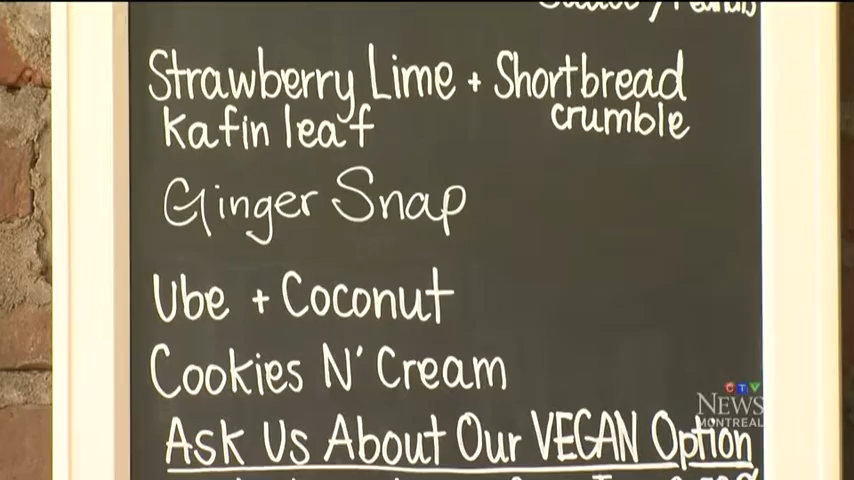 Strawberry Lime + Shortbread
kafin leaf crumble
Ginger Snap
Ube + Coconut
Cookies N' Cream
Ask Us About Our VEGAN Option
CTV
NEWS
MONTREAL